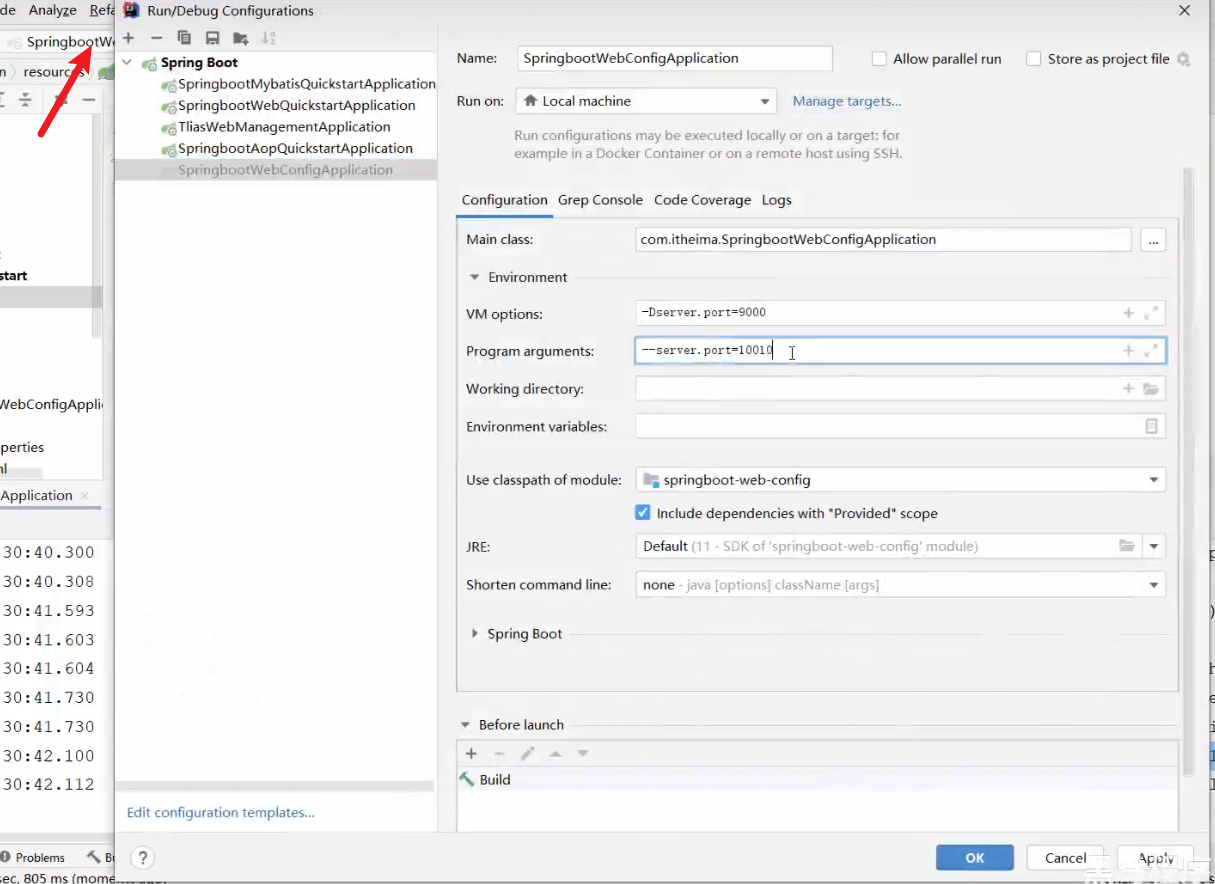 de Analyze Refa
Run/Debug Configurations
SpringbootWe
n
resources
start
WebConfigApplic
perties
ml
Application
30:40.300
30:40.308
30:41.593
30:41.603
30:41.604
30:41.730
30:41.730
30:42.100
30:42.112
Problems
sec, 805 ms (moments ago)
Spring Boot
SpringbootMybatisQuickstartApplication
SpringbootWebQuickstartApplication
TliasWebManagementApplication
SpringbootAopQuickstartApplication
SpringbootWebConfigApplication
Edit configuration templates...
?
Name: SpringbootWebConfigApplication Allow parallel run Store as project file
Run on: Local machine Manage targets...
Run configurations may be executed locally or on a target: for
example in a Docker Container or on a remote host using SSH.
Configuration Grep Console Code Coverage Logs
Main class: com.itheima.SpringbootWebConfigApplication ...
Environment
VM options: -Dserver.port=9000
Program arguments: --server.port=10010
Working directory:
Environment variables:
Use classpath of module: springboot-web-config
Include dependencies with "Provided" scope
JRE: Default (11 - SDK of 'springboot-web-config' module)
Shorten command line: none - java [options] className [args]
Spring Boot
Before launch
Build
OK Cancel Apply